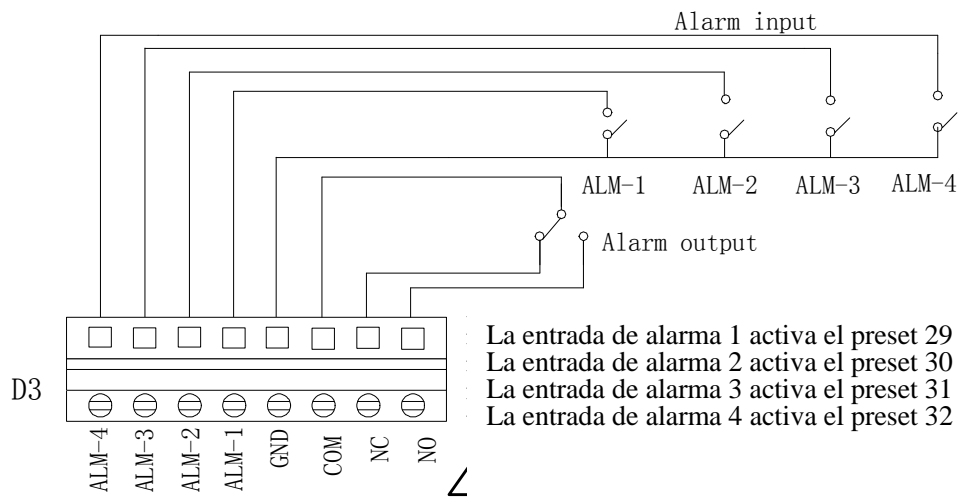 Alarm input
ALM-1 ALM-2 ALM-3 ALM-4
Alarm output
La entrada de alarma 1 activa el preset 29
La entrada de alarma 2 activa el preset 30
La entrada de alarma 3 activa el preset 31
La entrada de alarma 4 activa el preset 32
D3
ALM-4 ALM-3 ALM-2 ALM-1 GND COM NC NO